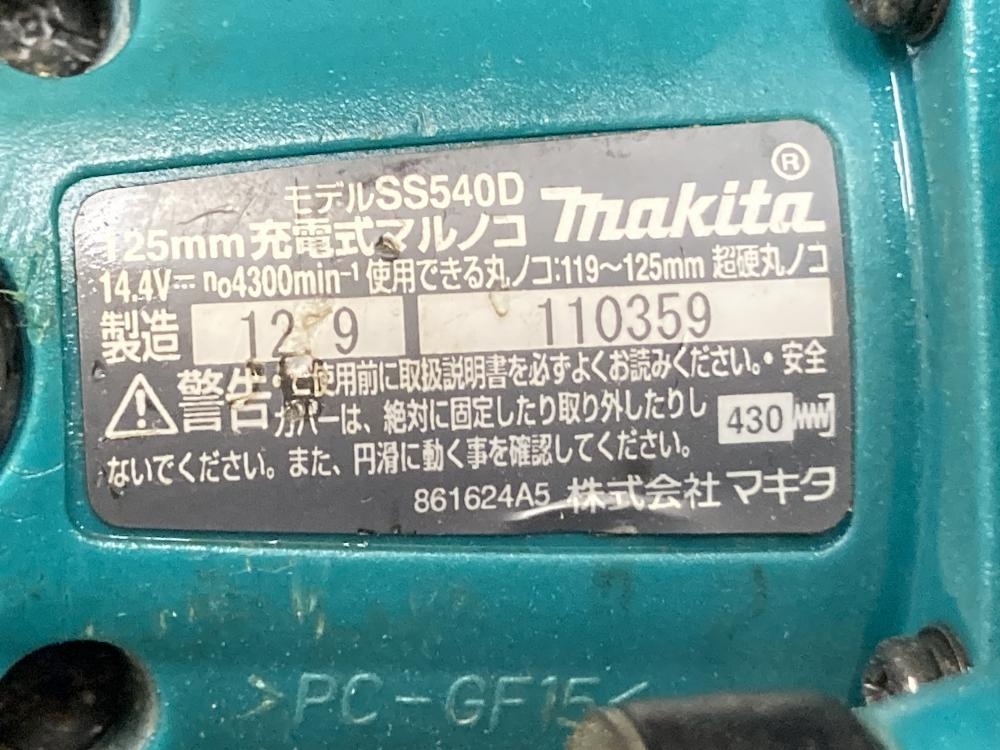 モデルSS540D
makita®
125mm充電式マルノコ
14.4V⎓ n₀4300min⁻¹ 使用できる丸ノコ:119～125mm 超硬丸ノコ
製造 12 9 110359
⚠警告・ご使用前に取扱説明書を必ずよくお読みください。・安全
カバーは、絶対に固定したり取り外したりし
ないでください。また、円滑に動く事を確認してください。
430
861624A5 株式会社マキタ
>PC-GF15<